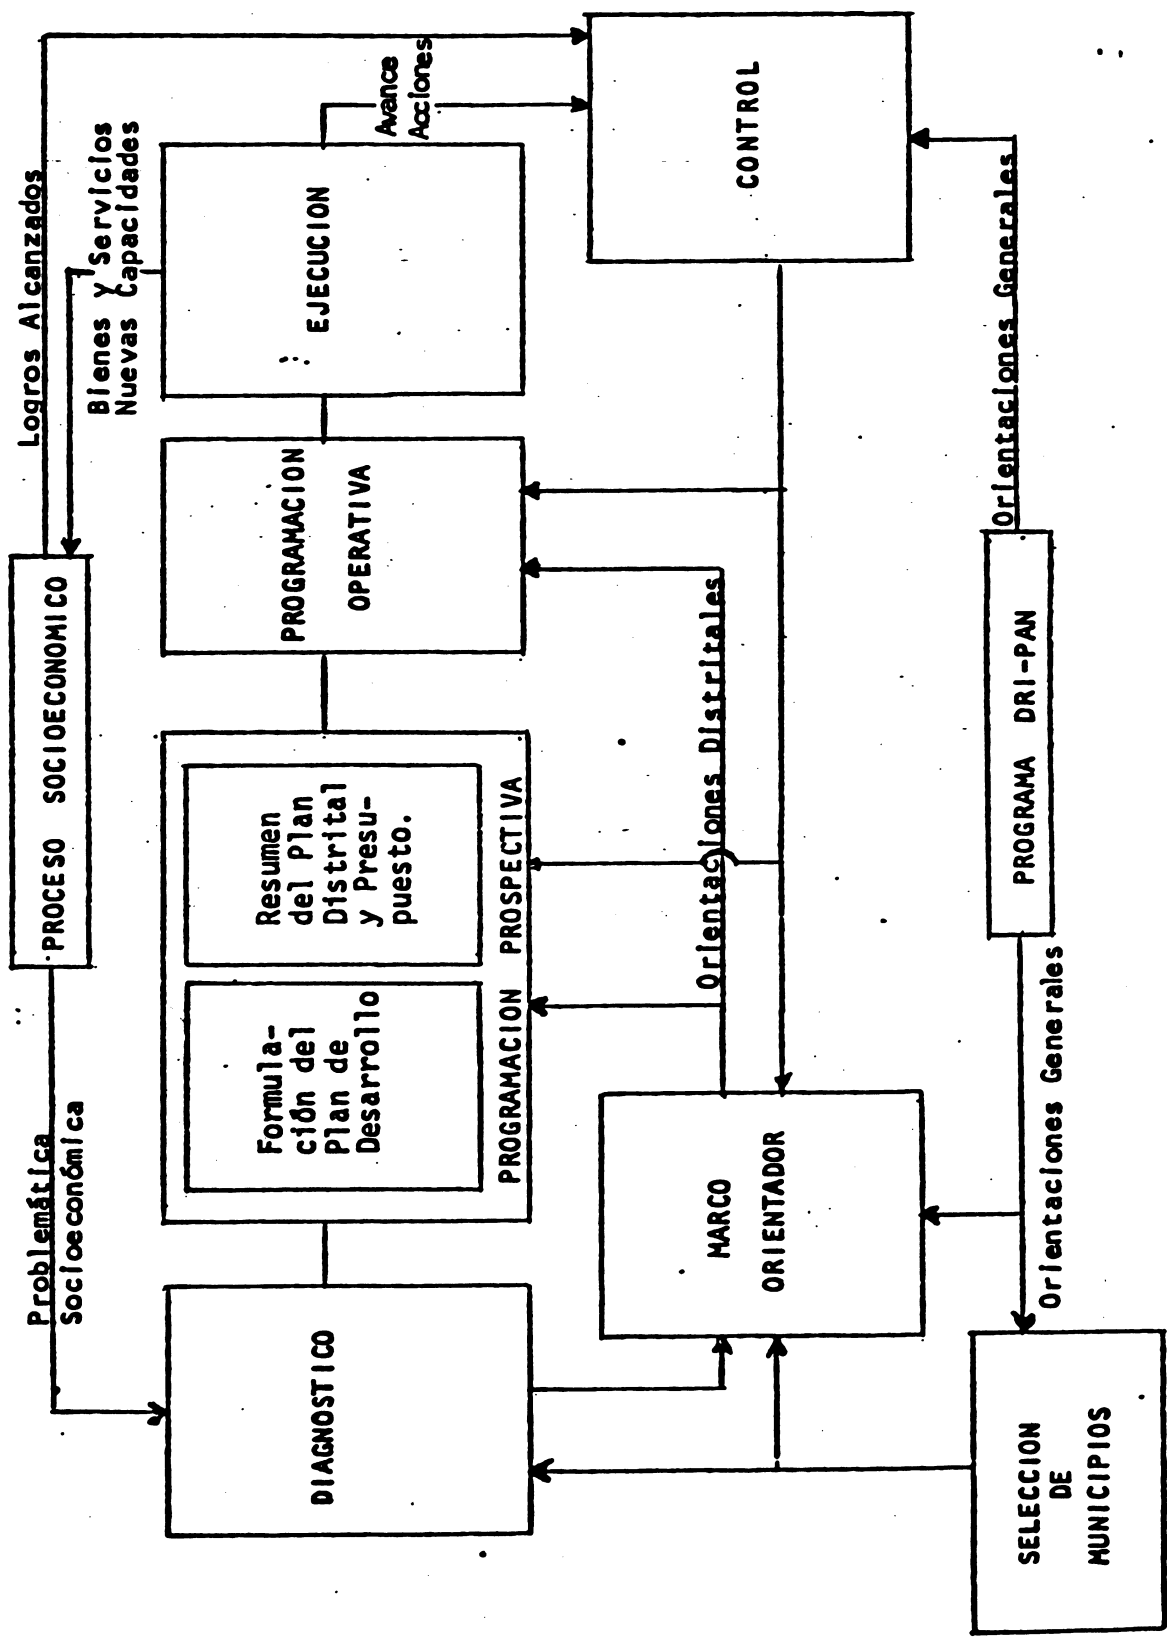 PROCESO SOCIOECONOMICO
Problemática
Socioeconómica
Logros Alcanzados
Bienes y Servicios
Nuevas Capacidades
DIAGNOSTICO
Formula-
ción del
Plan de
Desarrollo
Resumen
del Plan
Distrital
y Presu-
puesto.
PROGRAMACION PROSPECTIVA
PROGRAMACION
OPERATIVA
EJECUCION
Avance
Acciones
MARCO
ORIENTADOR
Orientaciones Distritales
CONTROL
SELECCION
DE
MUNICIPIOS
Orientaciones Generales
PROGRAMA DRI-PAN
Orientaciones Generales